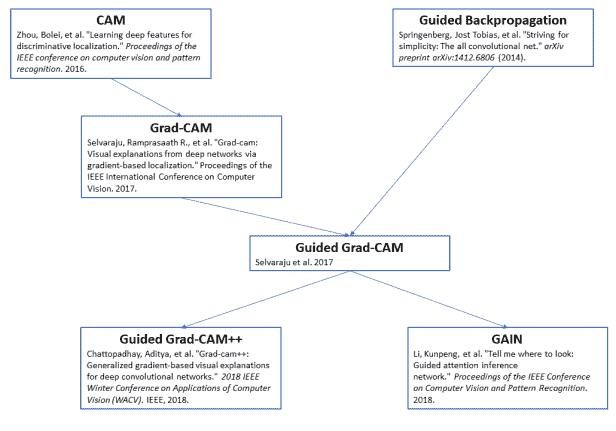 CAM
Zhou, Bolei, et al. "Learning deep features for
discriminative localization." Proceedings of the
IEEE conference on computer vision and pattern
recognition. 2016.
Guided Backpropagation
Springenberg, Jost Tobias, et al. "Striving for
simplicity: The all convolutional net." arXiv
preprint arXiv:1412.6806 (2014).
Grad-CAM
Selvaraju, Ramprasaath R., et al. "Grad-cam:
Visual explanations from deep networks via
gradient-based localization." Proceedings of the
IEEE International Conference on Computer
Vision. 2017.
Guided Grad-CAM
Selvaraju et al. 2017
Guided Grad-CAM++
Chattopadhay, Aditya, et al. "Grad-cam++:
Generalized gradient-based visual explanations
for deep convolutional networks." 2018 IEEE
Winter Conference on Applications of Computer
Vision (WACV). IEEE, 2018.
GAIN
Li, Kunpeng, et al. "Tell me where to look:
Guided attention inference
network." Proceedings of the IEEE Conference
on Computer Vision and Pattern Recognition.
2018.